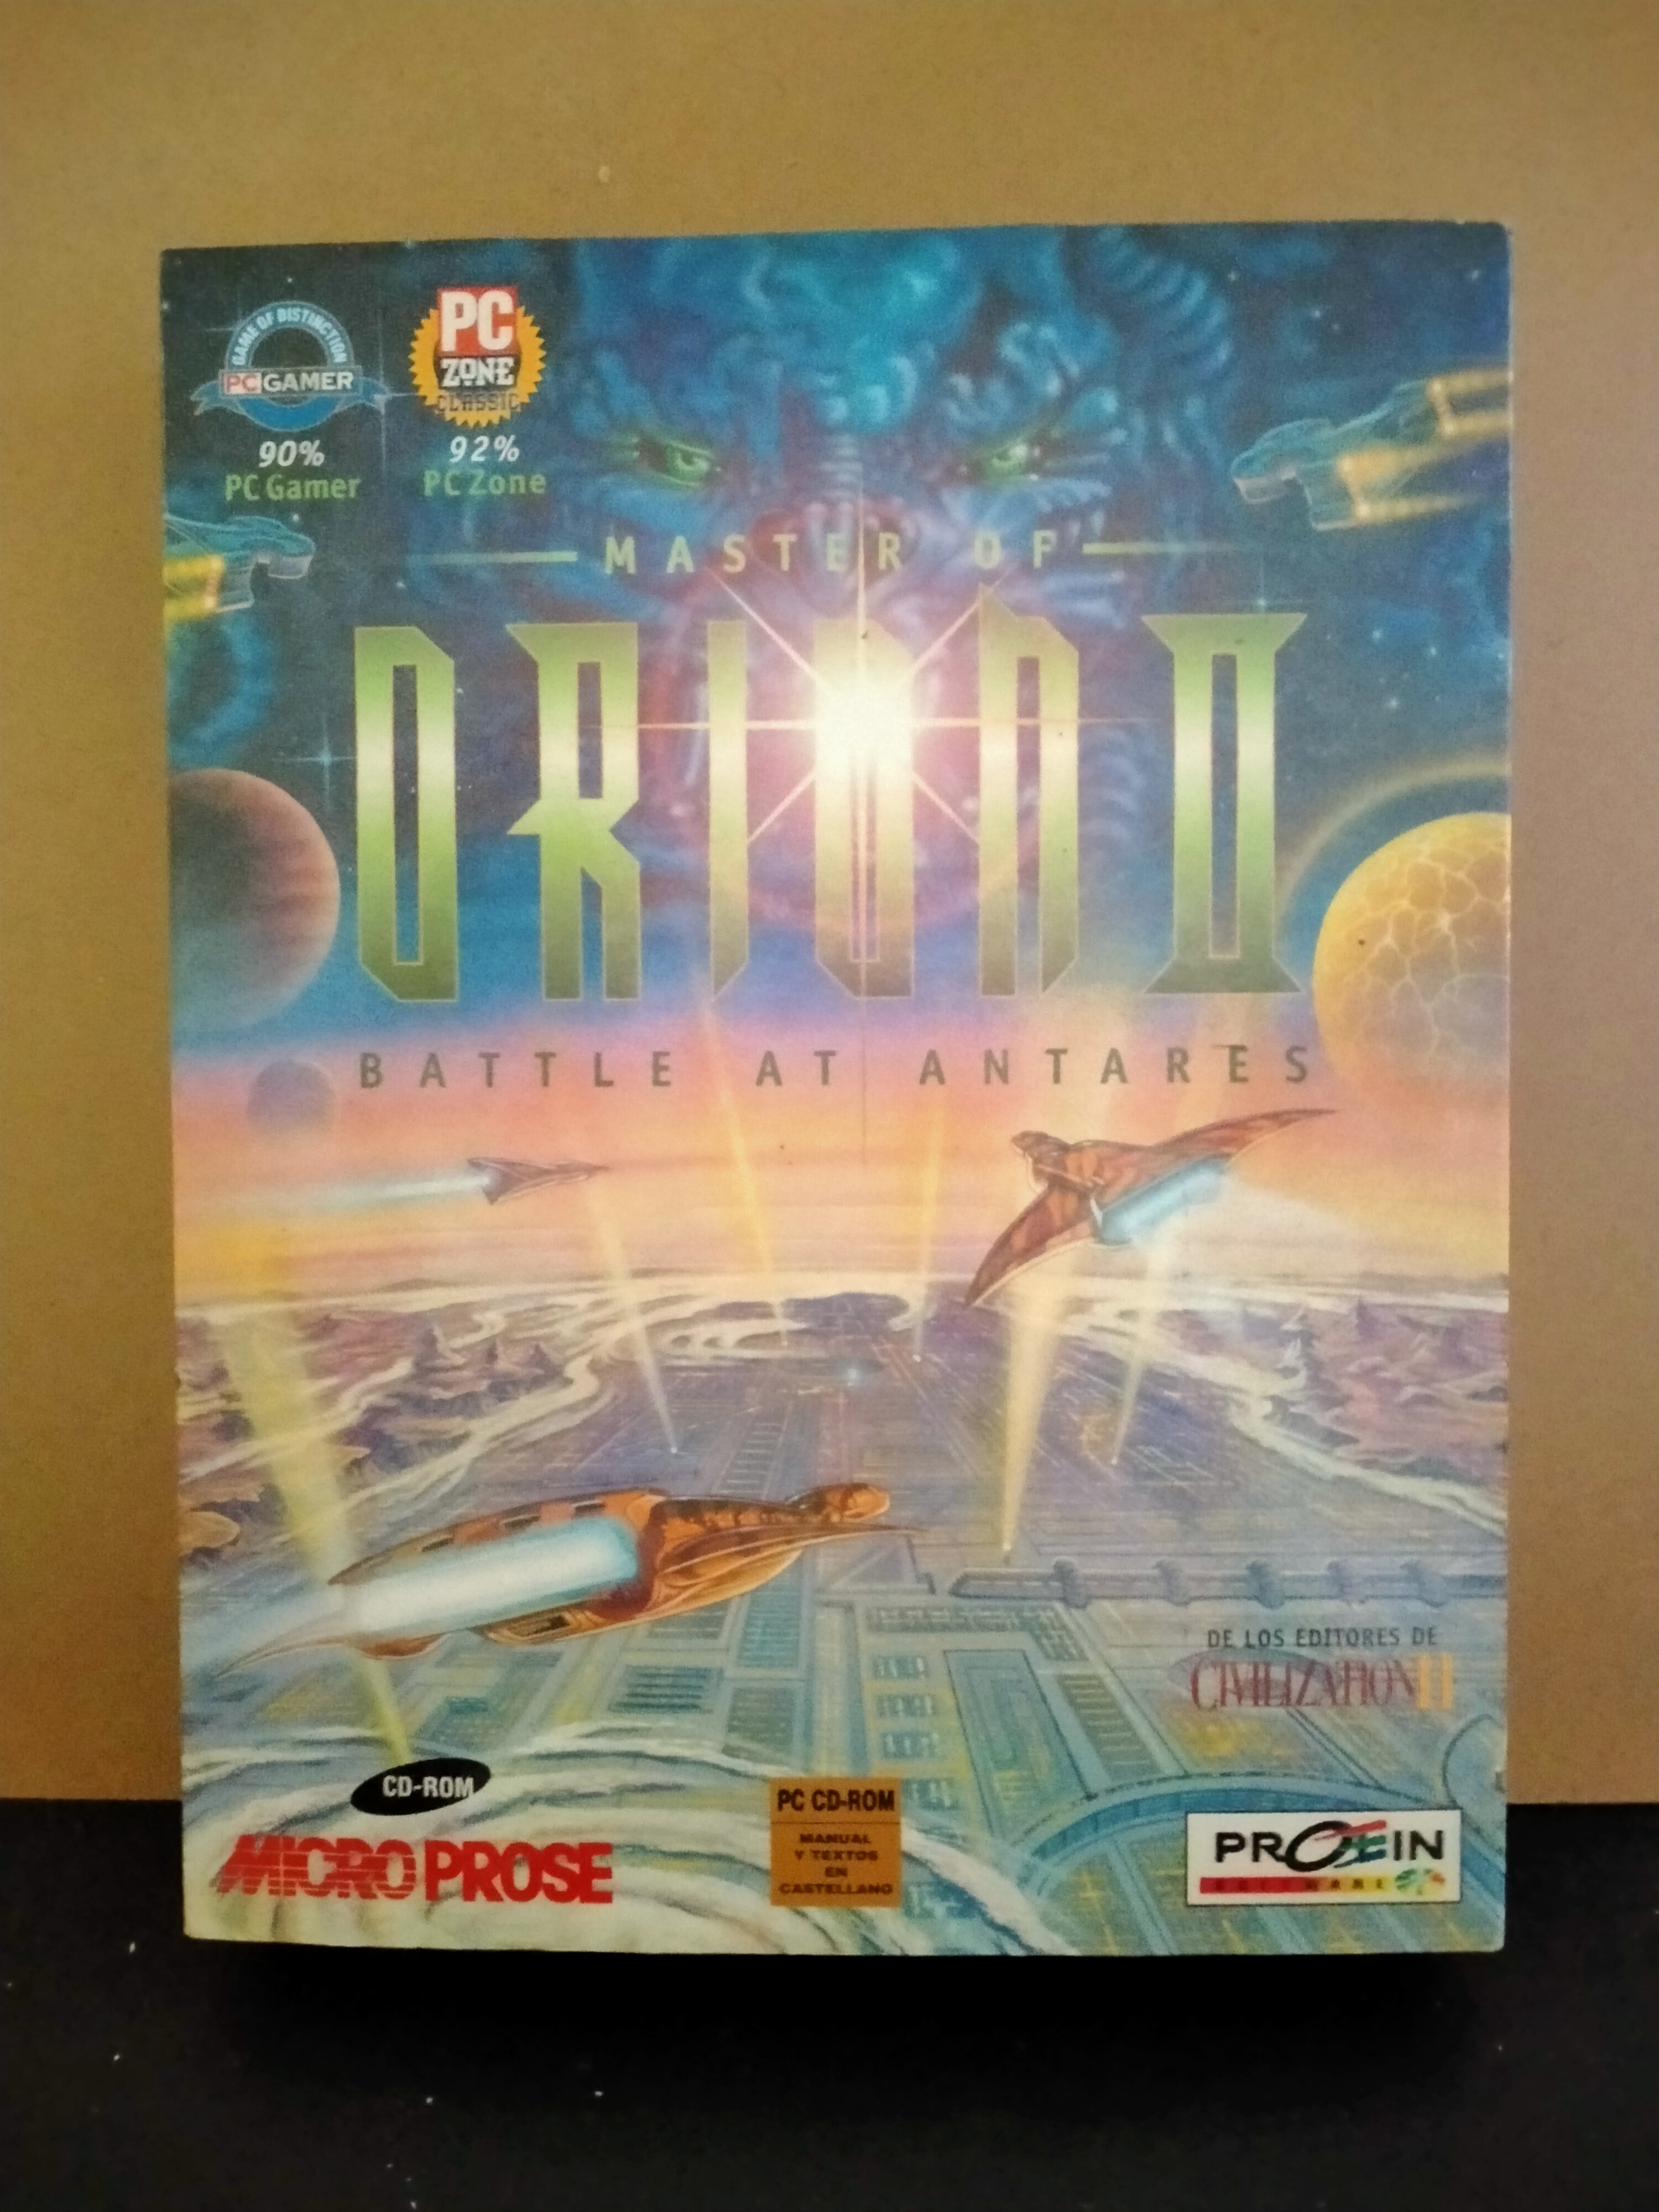 GAME OF DISTINCTION
PC GAMER
90%
PC Gamer
PC
ZONE
CLASSIC
92%
PC Zone
MASTER OF
ORION II
BATTLE AT ANTARES
DE LOS EDITORES DE
CIVILIZATION II
CD-ROM
MICROPROSE
PC CD-ROM
MANUAL
Y TEXTOS
EN
CASTELLANO
PROEIN
SOFTWARE